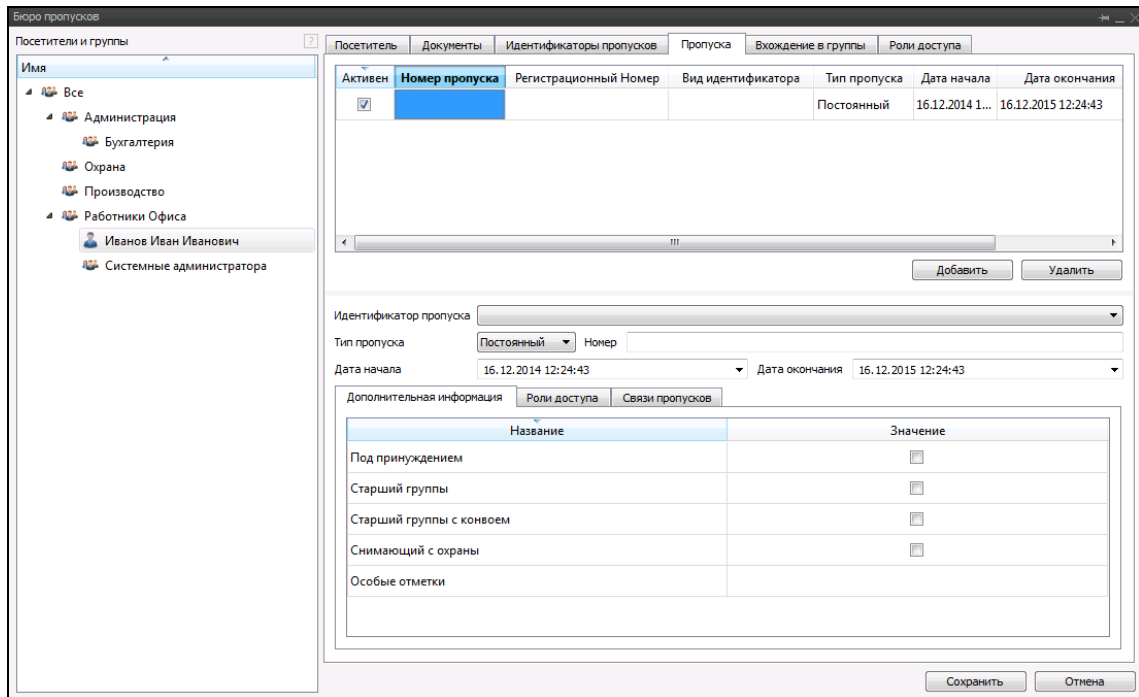 Бюро пропусков
Посетители и группы ?
Имя
Все
Администрация
Бухгалтерия
Охрана
Производство
Работники Офиса
Иванов Иван Иванович
Системные администратора
Посетитель Документы Идентификаторы пропусков Пропуска Вхождение в группы Роли доступа
Активен Номер пропуска Регистрационный Номер Вид идентификатора Тип пропуска Дата начала Дата окончания
Постоянный 16.12.2014 1... 16.12.2015 12:24:43
Добавить Удалить
Идентификатор пропуска
Тип пропуска Постоянный Номер
Дата начала 16.12.2014 12:24:43 Дата окончания 16.12.2015 12:24:43
Дополнительная информация Роли доступа Связи пропусков
Название Значение
Под принуждением
Старший группы
Старший группы с конвоем
Снимающий с охраны
Особые отметки
Сохранить Отмена